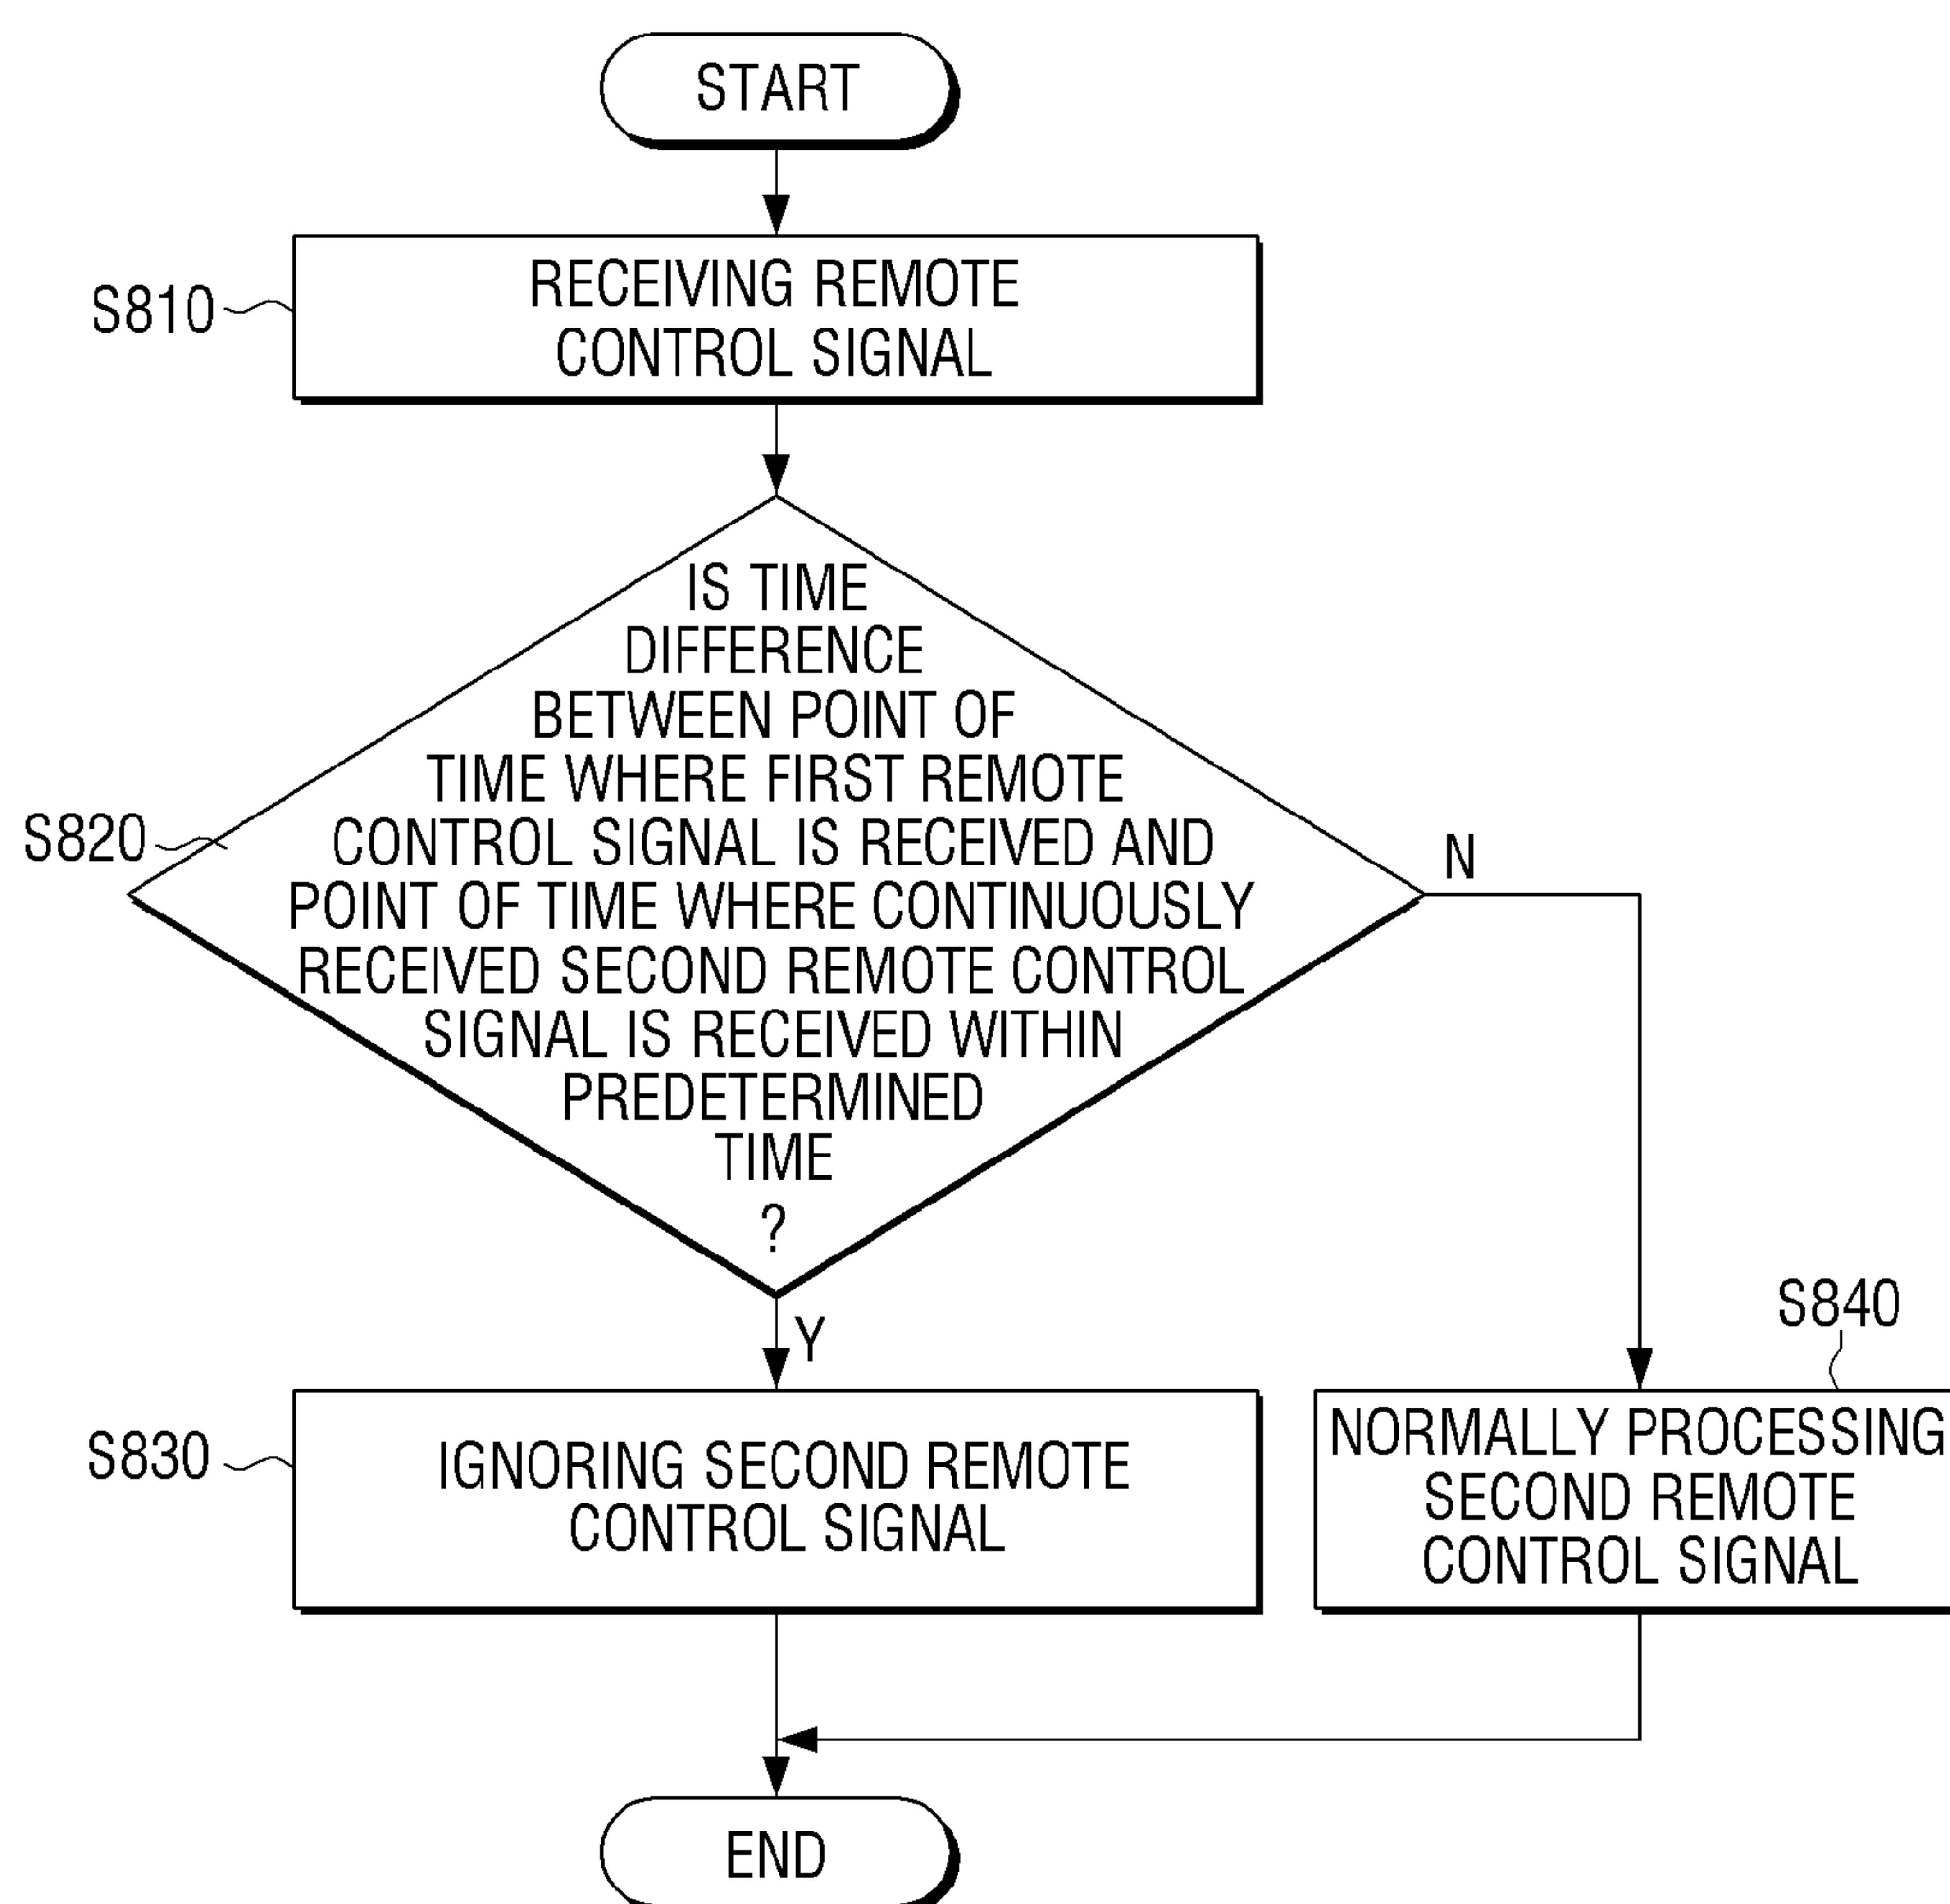 START
S810
RECEIVING REMOTE
CONTROL SIGNAL
S820
IS TIME
DIFFERENCE
BETWEEN POINT OF
TIME WHERE FIRST REMOTE
CONTROL SIGNAL IS RECEIVED AND
POINT OF TIME WHERE CONTINUOUSLY
RECEIVED SECOND REMOTE CONTROL
SIGNAL IS RECEIVED WITHIN
PREDETERMINED
TIME
?
N
Y
S830
IGNORING SECOND REMOTE
CONTROL SIGNAL
S840
NORMALLY PROCESSING
SECOND REMOTE
CONTROL SIGNAL
END